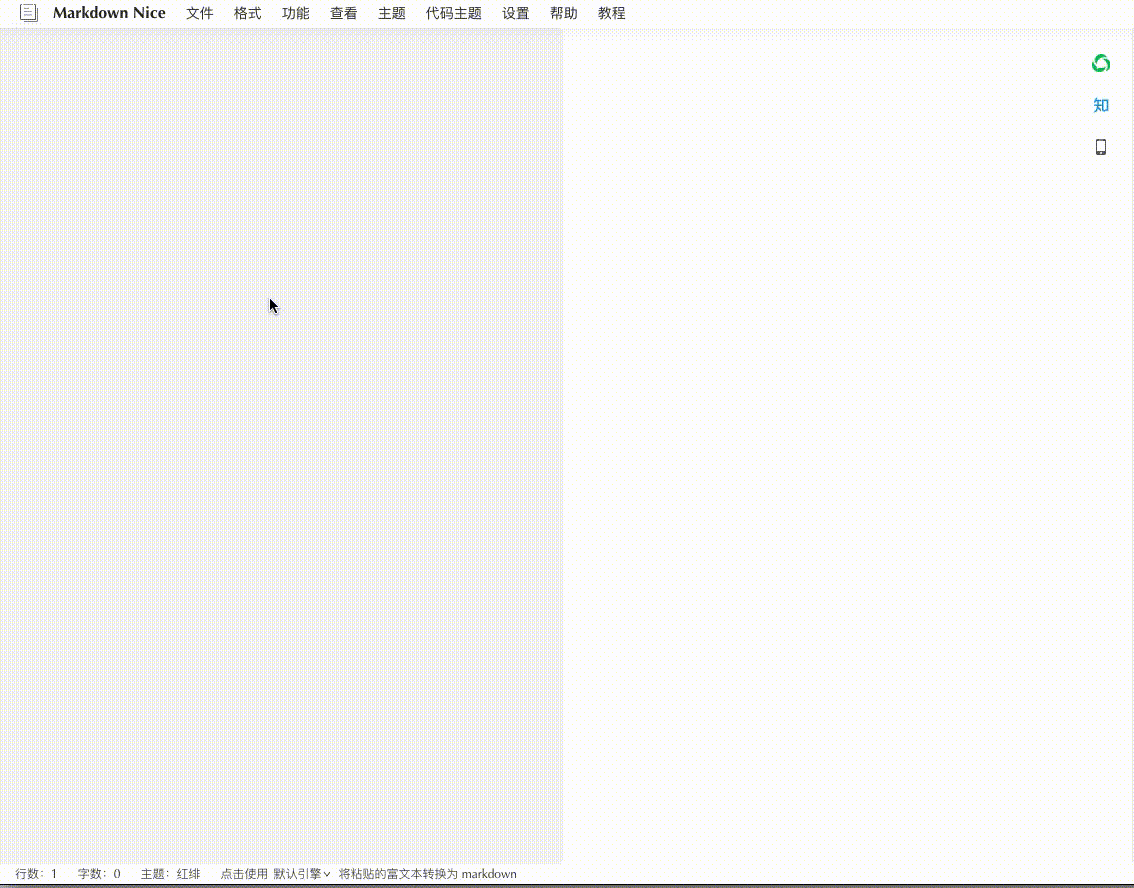 Markdown Nice 文件 格式 功能 查看 主题 代码主题 设置 帮助 教程
知
行数：1 字数：0 主题：红绯 点击使用 默认引擎 将粘贴的富文本转换为 markdown